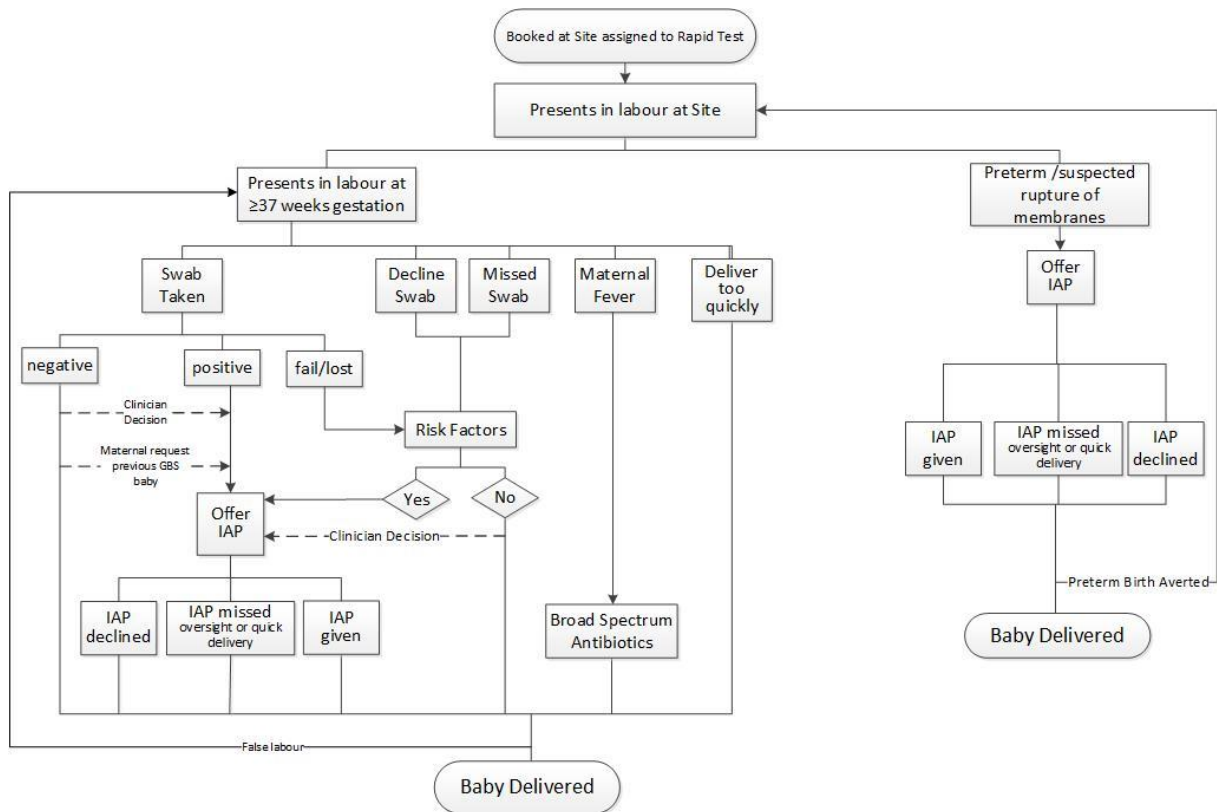 Booked at Site assigned to Rapid Test
Presents in labour at Site
Presents in labour at
≥37 weeks gestation
Preterm /suspected
rupture of
membranes
Swab
Taken
Decline
Swab
Missed
Swab
Maternal
Fever
Deliver
too
quickly
Offer
IAP
negative
positive
fail/lost
Clinician
Decision
Risk Factors
Maternal request
previous GBS
baby
IAP
given
IAP missed
oversight or quick
delivery
IAP
declined
Yes
No
Offer
IAP
Clinician Decision
IAP
declined
IAP missed
oversight or quick
delivery
IAP
given
Broad Spectrum
Antibiotics
Preterm Birth Averted
Baby Delivered
False labour
Baby Delivered